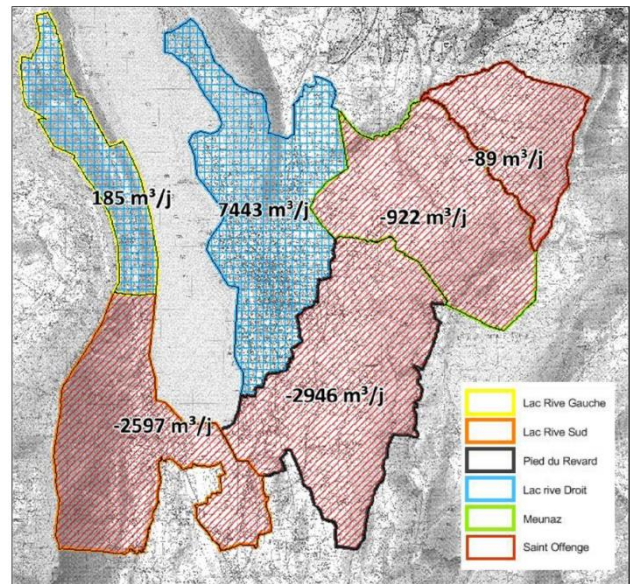 -89 m³/j
185 m³/j
7443 m³/j
-922 m³/j
-2946 m³/j
-2597 m³/j
Lac Rive Gauche
Lac Rive Sud
Pied du Revard
Lac rive Droit
Meunaz
Saint Offenge